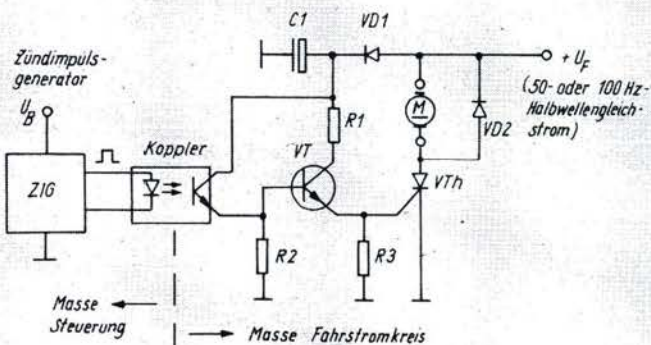 C1
VD1
Zündimpuls-
generator
U_B
+ U_F
(50- oder 100 Hz-
Halbwellengleich-
strom)
M
VD2
R1
Koppler
VT
ZIG
VTh
R2
R3
Masse
Steuerung
Masse Fahrstromkreis